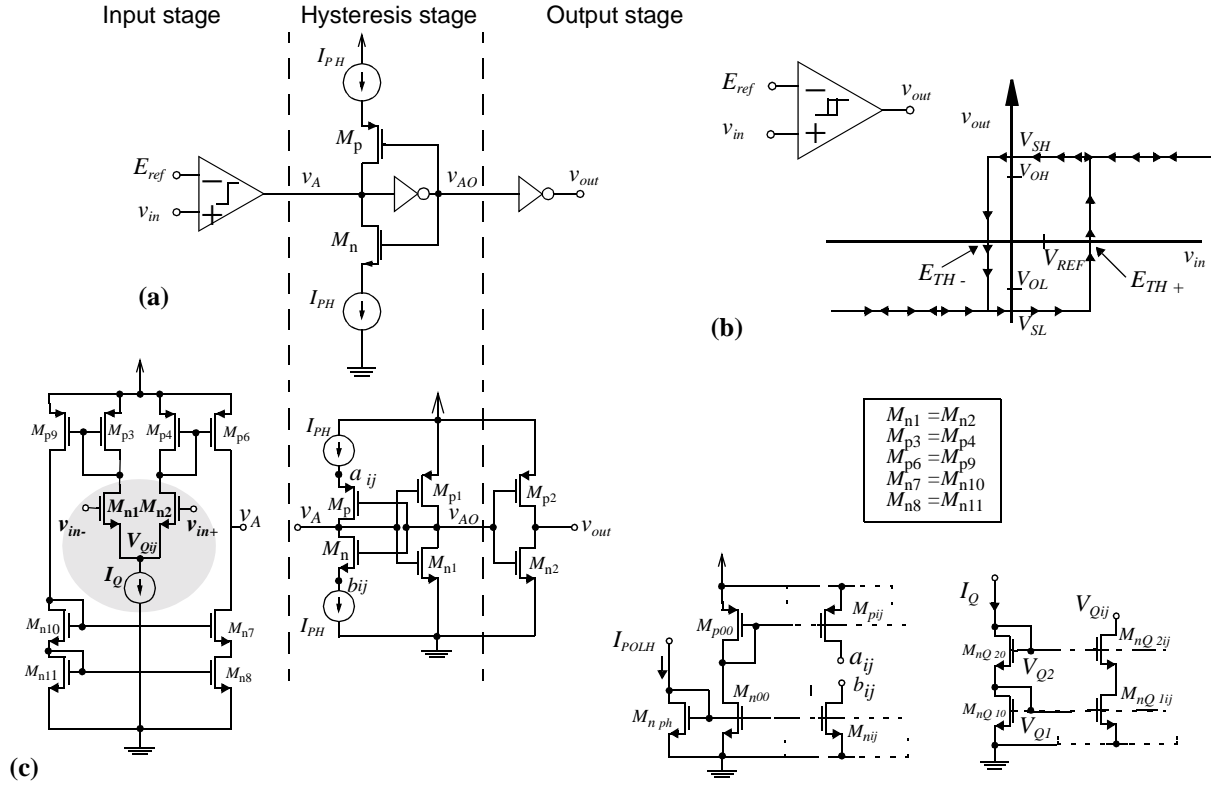 Input stage
Hysteresis stage
Output stage
I_PH
M_p
E_ref
v_in
v_A
v_AO
v_out
M_n
I_PH
(a)
E_ref
v_in
v_out
v_out
V_SH
V_OH
V_REF
v_in
E_TH -
E_TH +
V_OL
V_SL
(b)
M_p9
M_p3
M_p4
M_p6
M_n1 M_n2
v_in-
v_in+
V_Qij
I_Q
v_A
M_n10
M_n7
M_n11
M_n8
(c)
I_PH
a_ij
M_p
M_p1
M_p2
v_A
v_AO
v_out
M_n
M_n1
M_n2
b_ij
I_PH
M_n1 = M_n2
M_p3 = M_p4
M_p6 = M_p9
M_n7 = M_n10
M_n8 = M_n11
M_p00
M_pij
I_POLH
a_ij
b_ij
M_n ph
M_n00
M_nij
I_Q
V_Qij
M_nQ 20
V_Q2
M_nQ 2ij
M_nQ 10
V_Q1
M_nQ 1ij